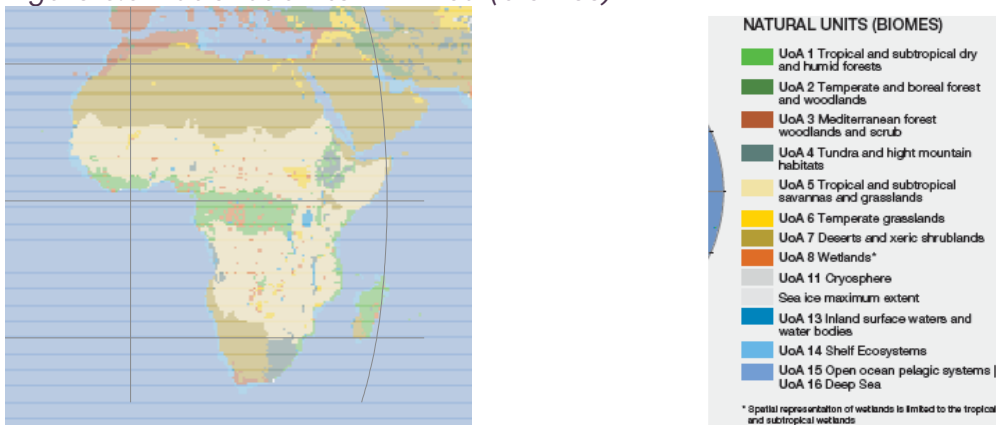 NATURAL UNITS (BIOMES)
UoA 1 Tropical and subtropical dry
and humid forests
UoA 2 Temperate and boreal forest
and woodlands
UoA 3 Mediterranean forest
woodlands and scrub
UoA 4 Tundra and hight mountain
habitats
UoA 5 Tropical and subtropical
savannas and grasslands
UoA 6 Temperate grasslands
UoA 7 Deserts and xeric shrublands
UoA 8 Wetlands*
UoA 11 Cryosphere
Sea ice maximum extent
UoA 13 Inland surface waters and
water bodies
UoA 14 Shelf Ecosystems
UoA 15 Open ocean pelagic systems |
UoA 16 Deep Sea
* Spatial representaiton of wetlands is limited to the tropical
and subtropical wetlands